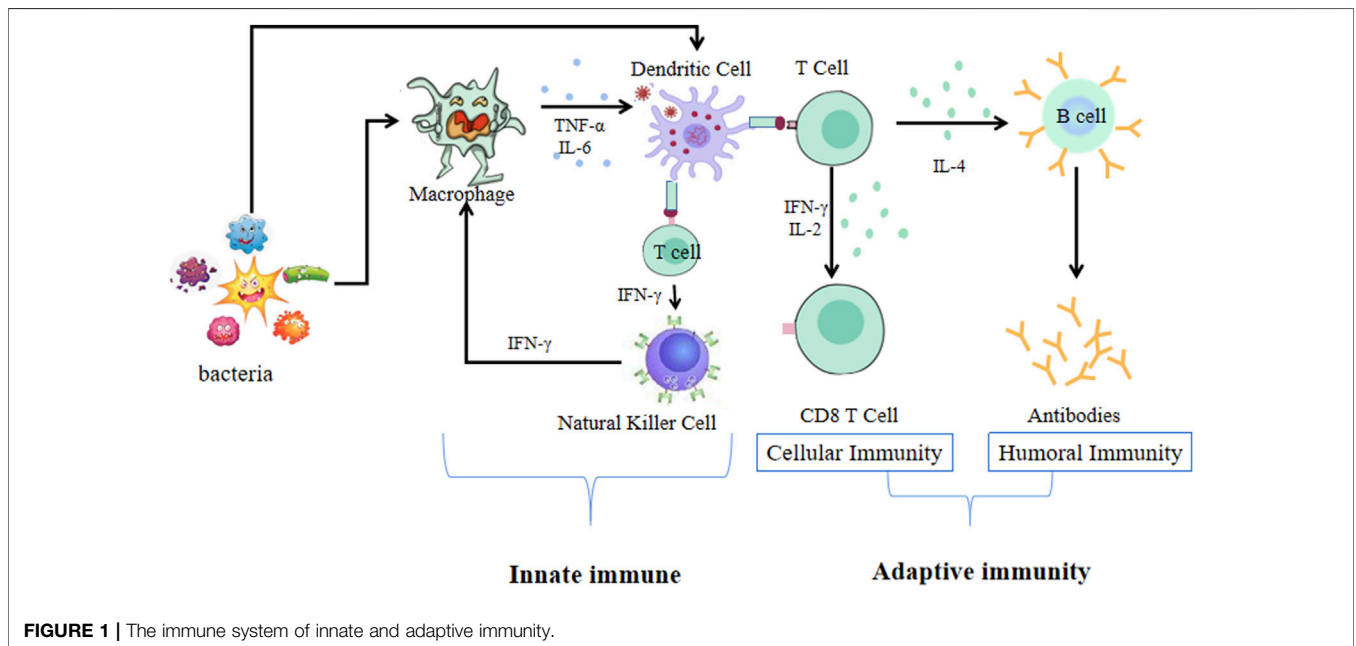 Dendritic Cell
T Cell
TNF-α
IL-6
B cell
IL-4
Macrophage
IFN-γ
IL-2
T cell
IFN-γ
IFN-γ
bacteria
Natural Killer Cell
CD8 T Cell
Antibodies
Cellular Immunity
Humoral Immunity
Innate immune
Adaptive immunity
FIGURE 1 | The immune system of innate and adaptive immunity.